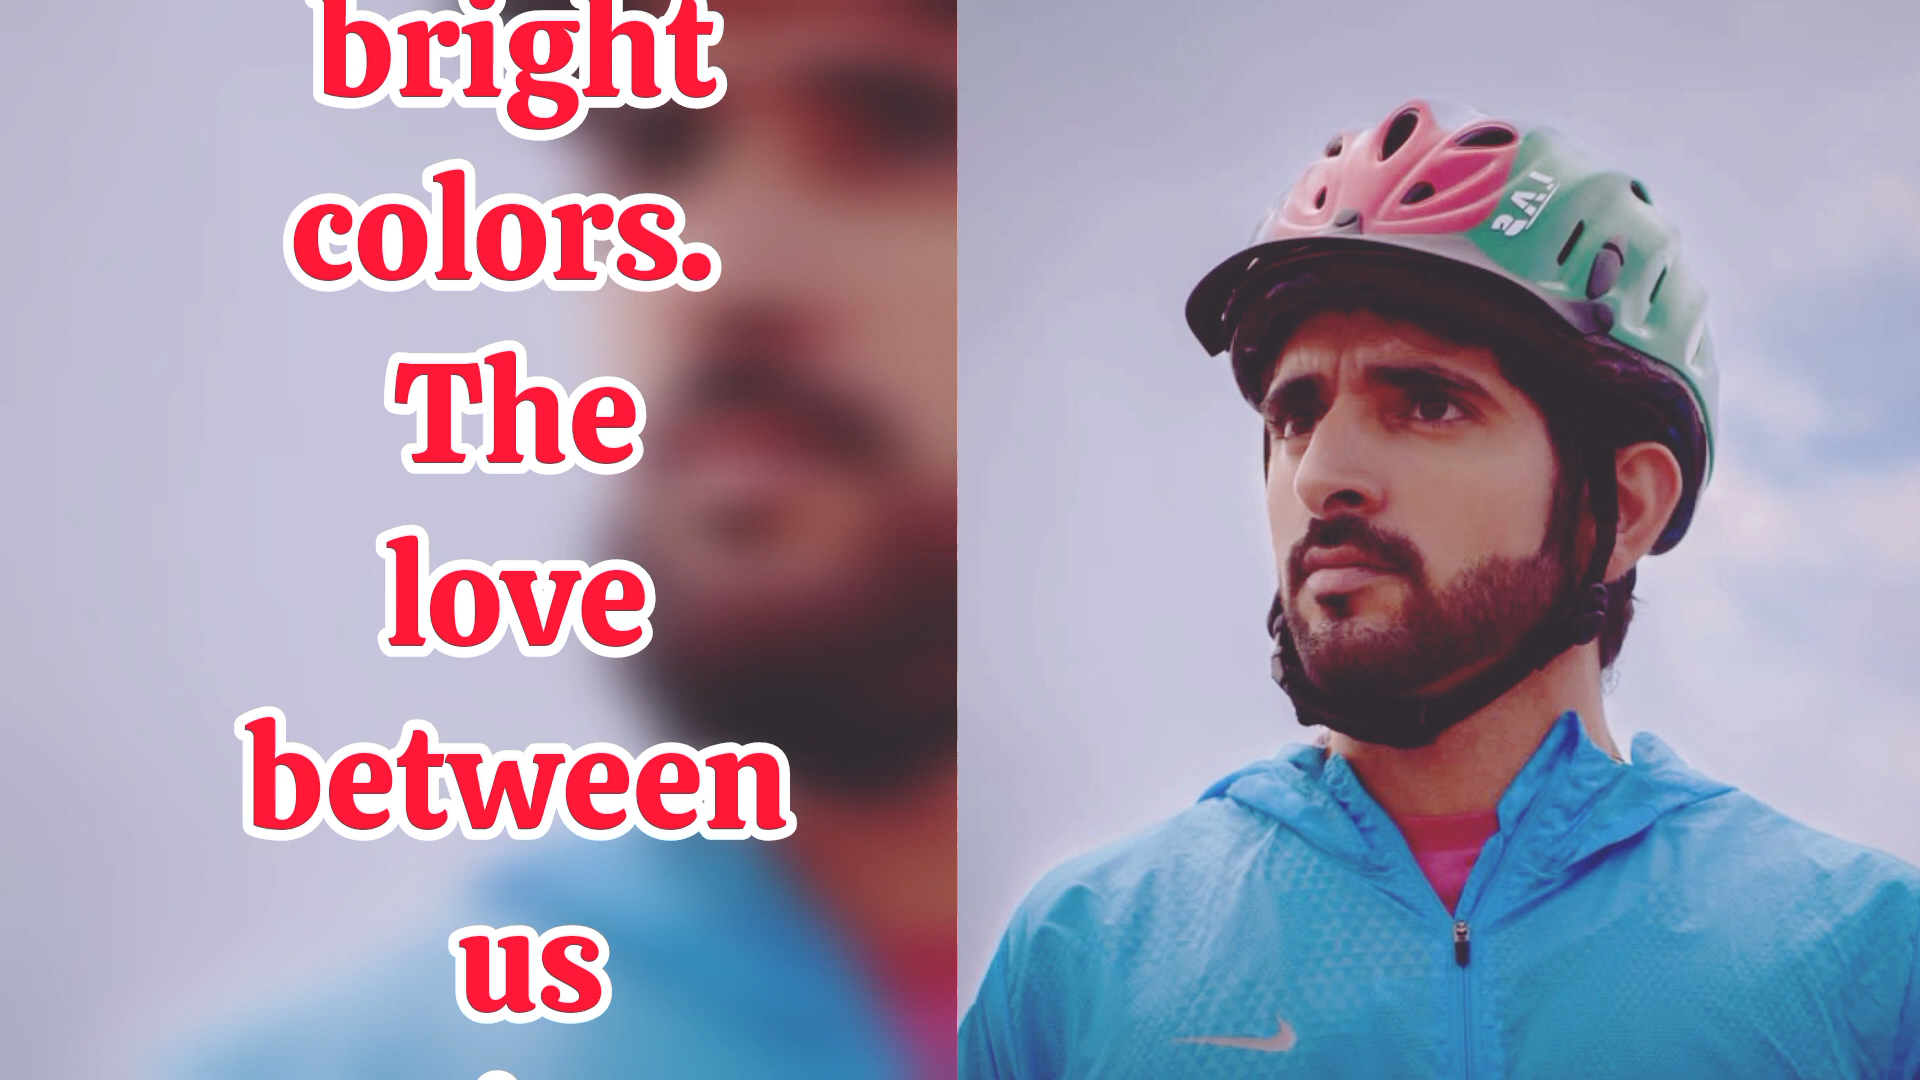 bright
colors.
The
love
between
us